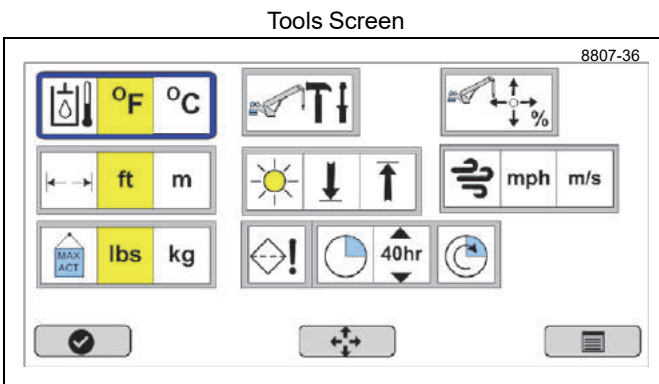 Tools Screen
8807-36
°F °C
%
ft m
mph m/s
MAX
ACT
lbs kg
!
40hr